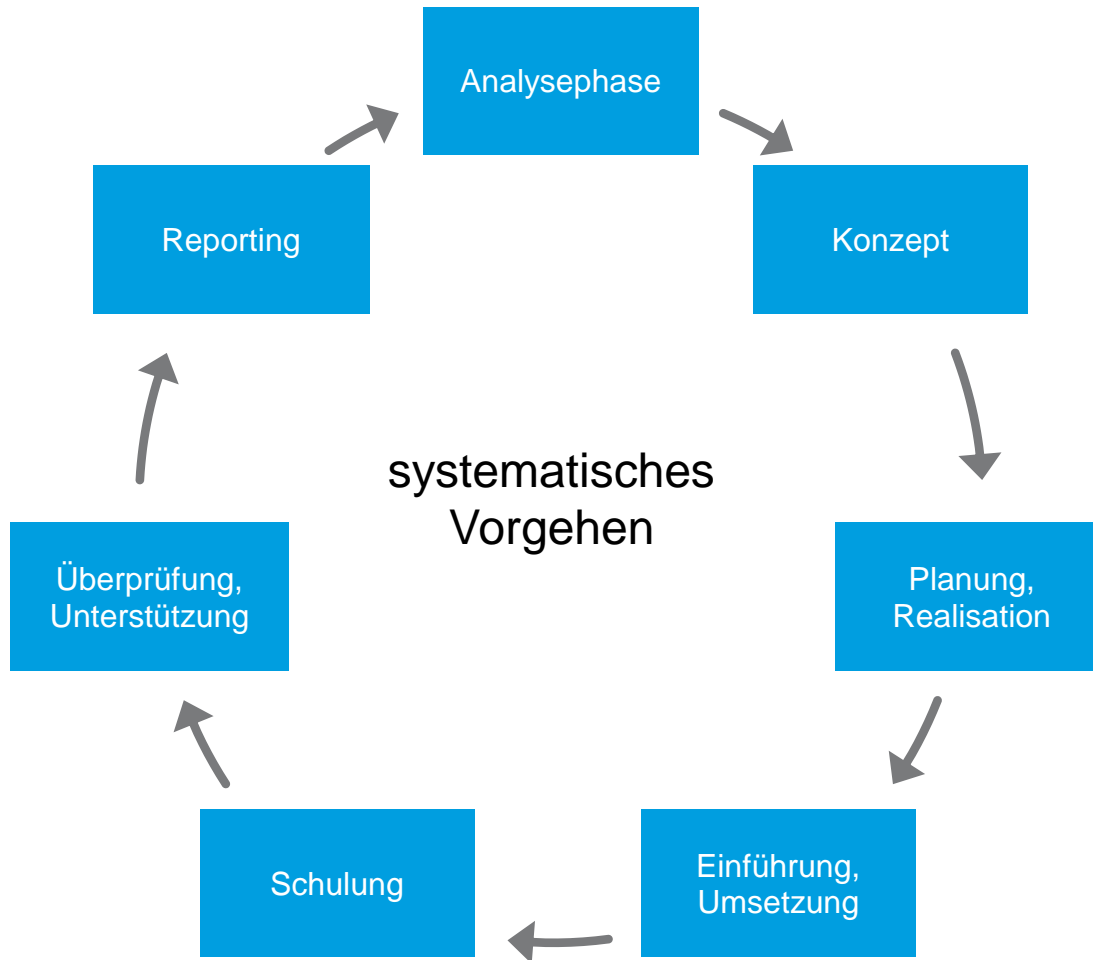 Analysephase
Konzept
Planung,
Realisation
Einführung,
Umsetzung
Schulung
Überprüfung,
Unterstützung
Reporting
systematisches
Vorgehen